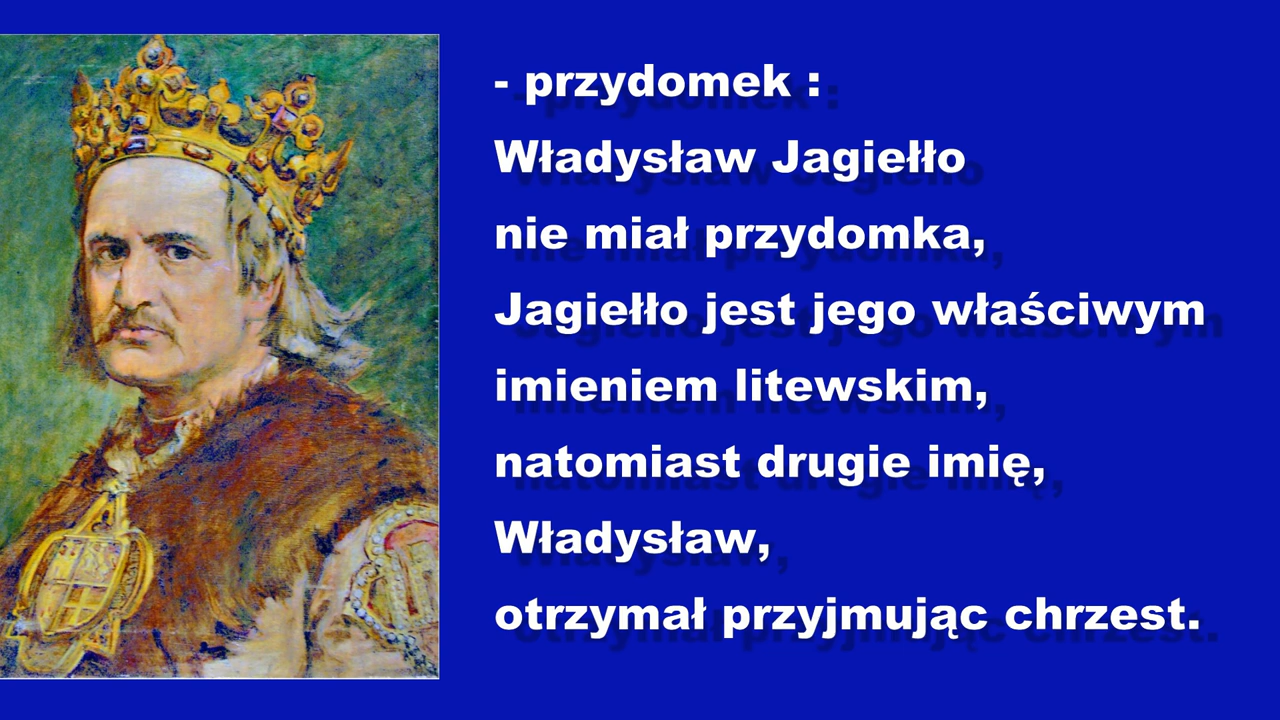 - przydomek :
Władysław Jagiełło
nie miał przydomka,
Jagiełło jest jego właściwym
imieniem litewskim,
natomiast drugie imię,
Władysław,
otrzymał przyjmując chrzest.